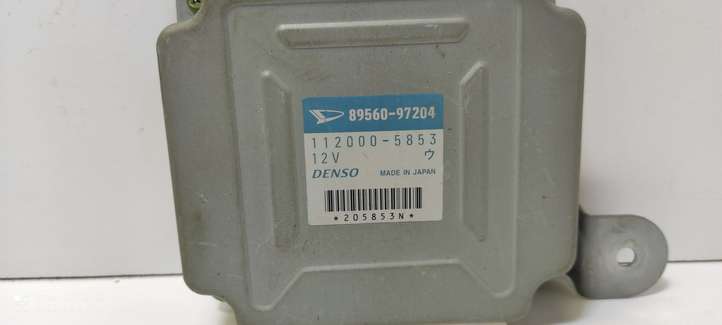 89560-97204
112000-5853
12V ウ
DENSO MADE IN JAPAN
*205853N*